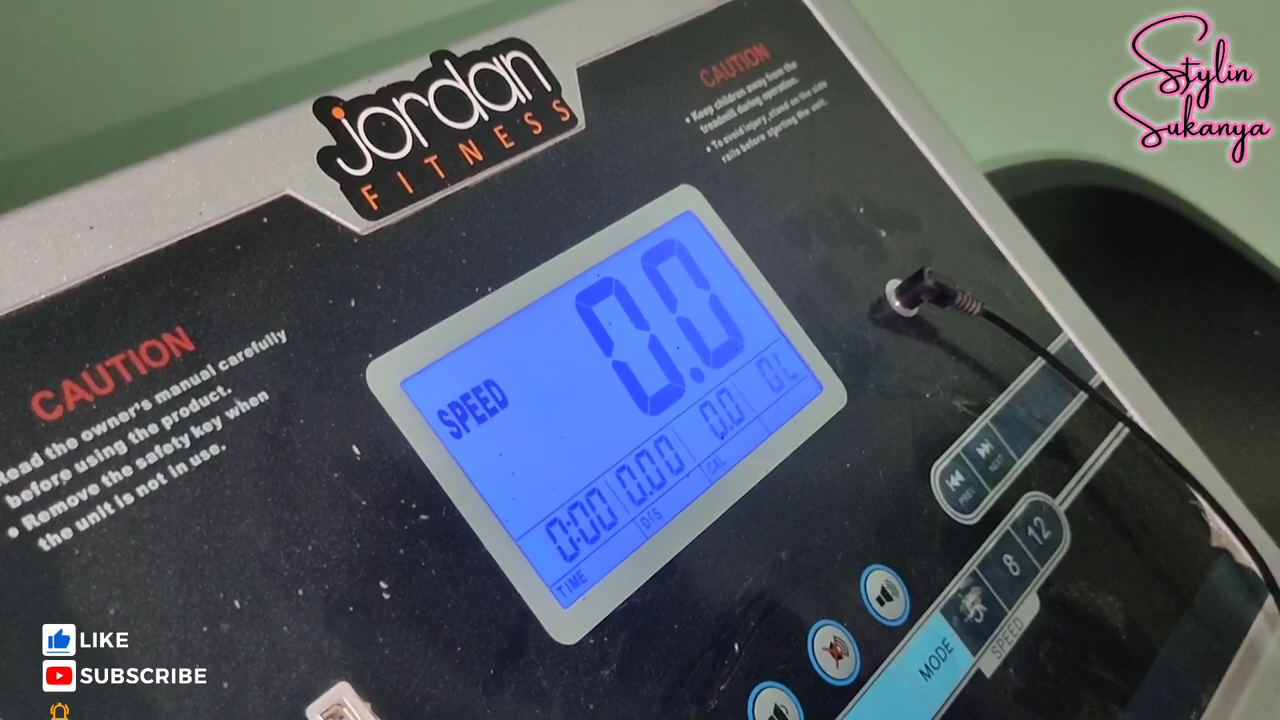 Stylin
Sukanya
jordan
FITNESS
CAUTION
• Keep children away from the
treadmill during operation.
• To avoid injury, stand on the side
rails before starting the unit.
CAUTION
Read the owner's manual carefully
before using the product.
• Remove the safety key when
the unit is not in use.
SPEED
0.0
0:00
0.00
0.0
TIME
DIS
CAL
PREV
NEXT
8
12
MODE
SPEED
LIKE
SUBSCRIBE